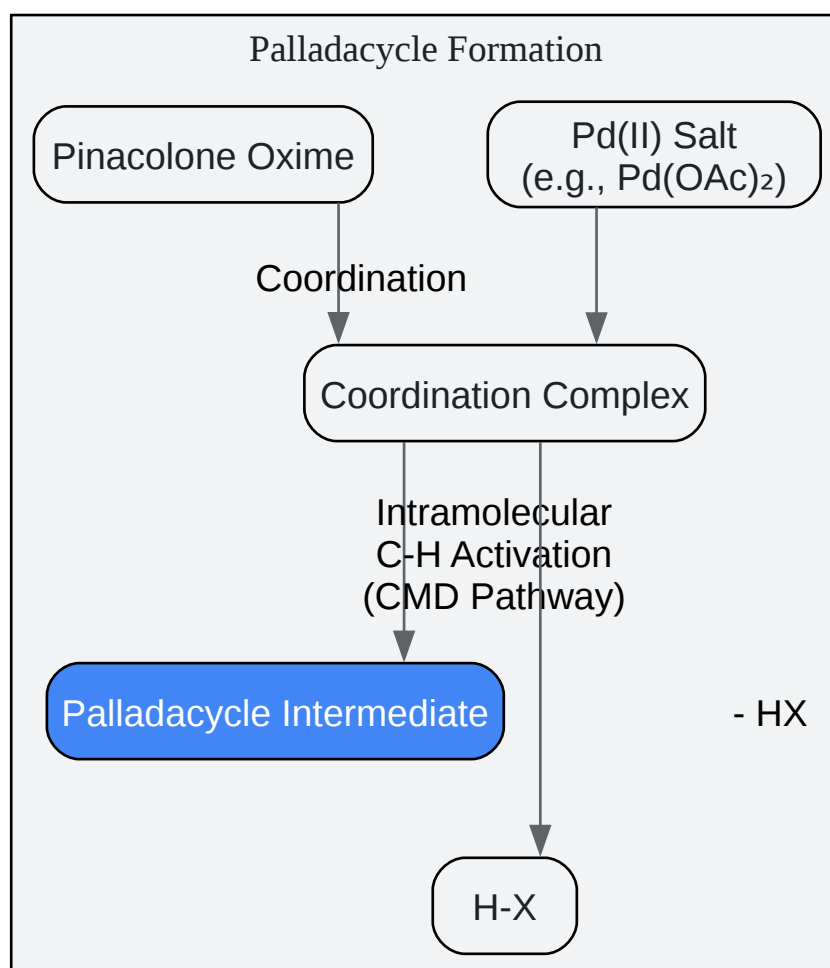 Palladacycle Formation
Pinacolone Oxime
Pd(II) Salt
(e.g., Pd(OAc)₂)
Coordination
Coordination Complex
Intramolecular
C-H Activation
(CMD Pathway)
Palladacycle Intermediate
- HX
H-X